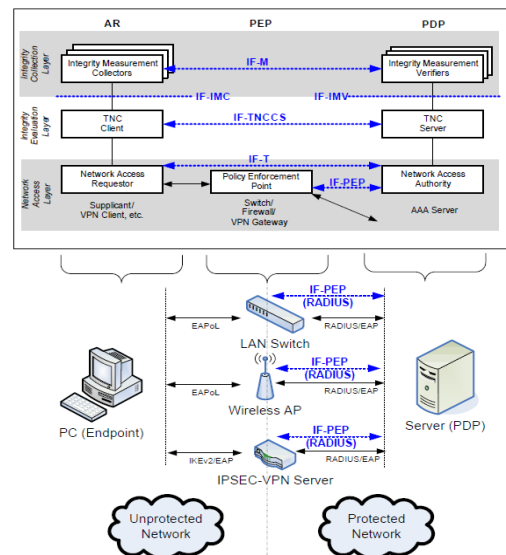 AR
PEP
PDP
Integrity
Collection
Layer
Integrity Measurement
Collectors
IF-M
Integrity Measurement
Verifiers
IF-IMC
IF-IMV
Integrity Evaluation
Layer
TNC
Client
IF-TNCCS
TNC
Server
IF-T
Network
Access
Layer
Network Access
Requestor
Policy Enforcement
Point
IF-PEP
Network Access
Authority
Supplicant/
VPN Client, etc.
Switch/
Firewall/
VPN Gateway
AAA Server
IF-PEP
(RADIUS)
EAPoL
RADIUS/EAP
LAN Switch
IF-PEP
(RADIUS)
EAPoL
RADIUS/EAP
Wireless AP
PC (Endpoint)
Server (PDP)
IF-PEP
(RADIUS)
IKEv2/EAP
RADIUS/EAP
IPSEC-VPN Server
Unprotected
Network
Protected
Network